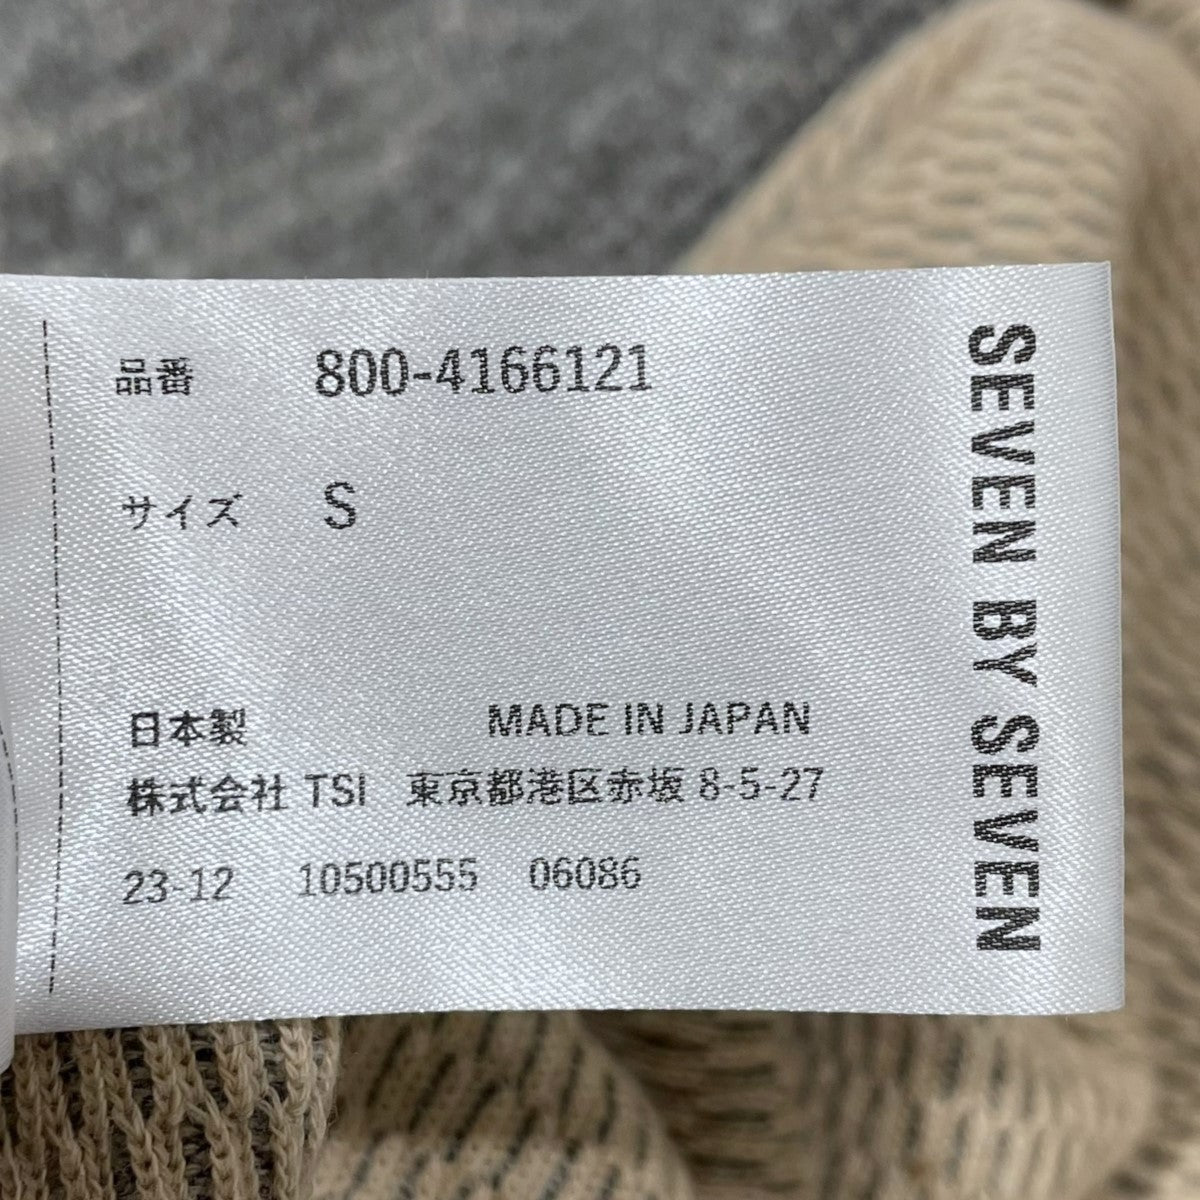 品番 800-4166121
サイズ S
日本製 MADE IN JAPAN
株式会社 TSI 東京都港区赤坂 8-5-27
23-12 10500555 06086
SEVEN BY SEVEN